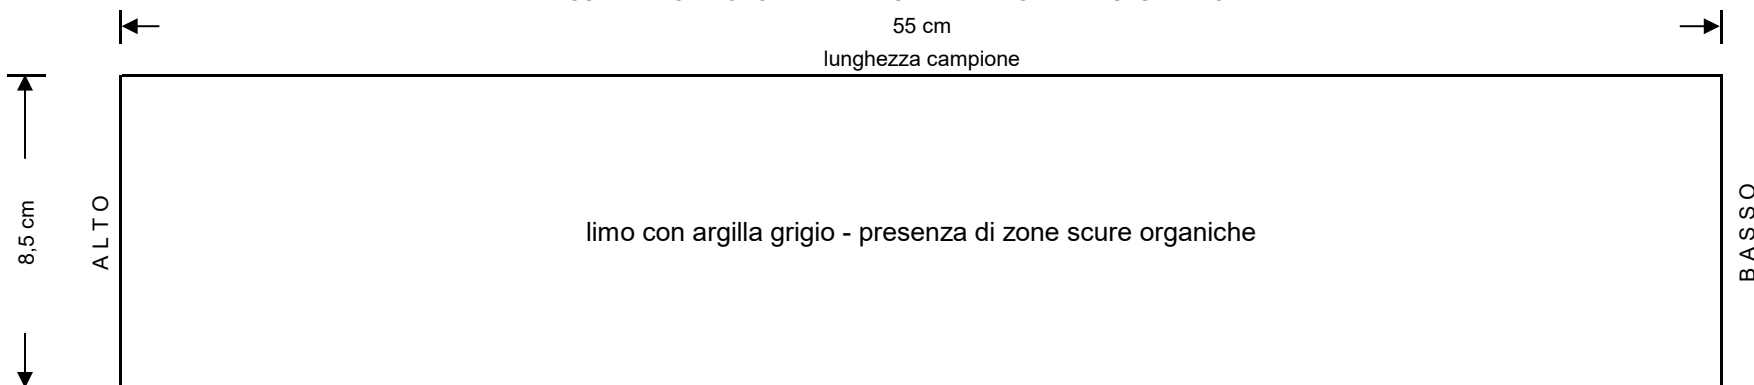 55 cm
lunghezza campione
8,5 cm
ALTO
limo con argilla grigio - presenza di zone scure organiche
BASSO